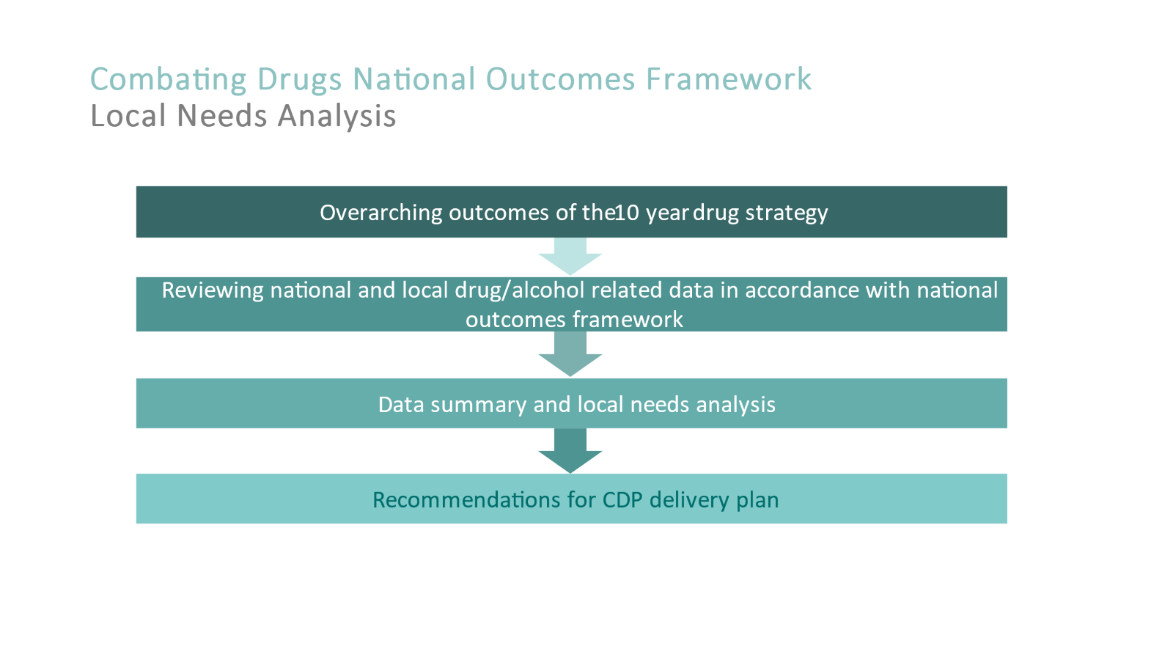 Combating Drugs National Outcomes Framework
Local Needs Analysis
Overarching outcomes of the10 year drug strategy
Reviewing national and local drug/alcohol related data in accordance with national
outcomes framework
Data summary and local needs analysis
Recommendations for CDP delivery plan